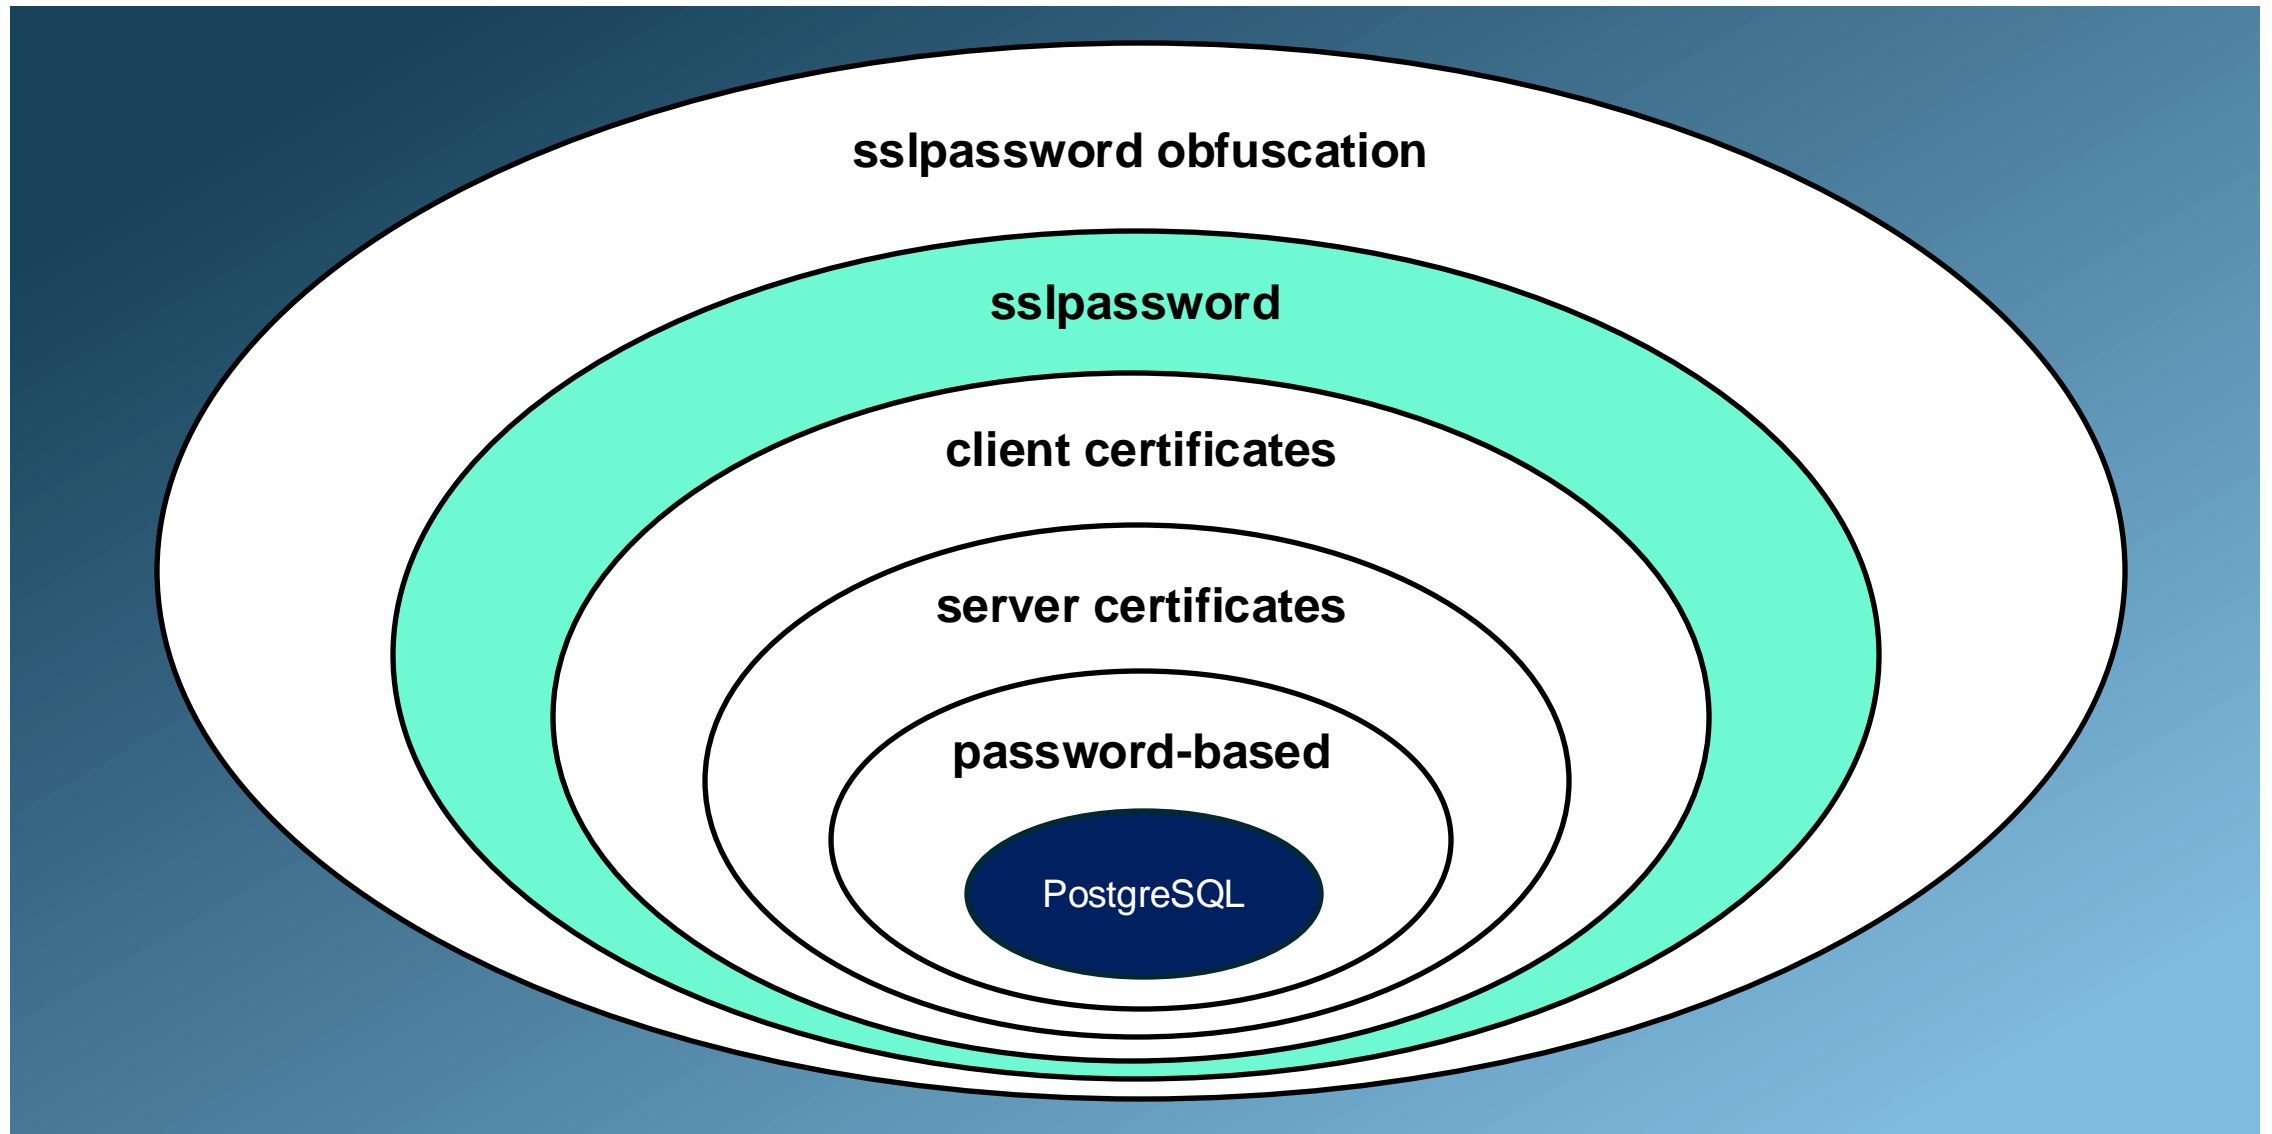 sslpassword obfuscation
sslpassword
client certificates
server certificates
password-based
PostgreSQL